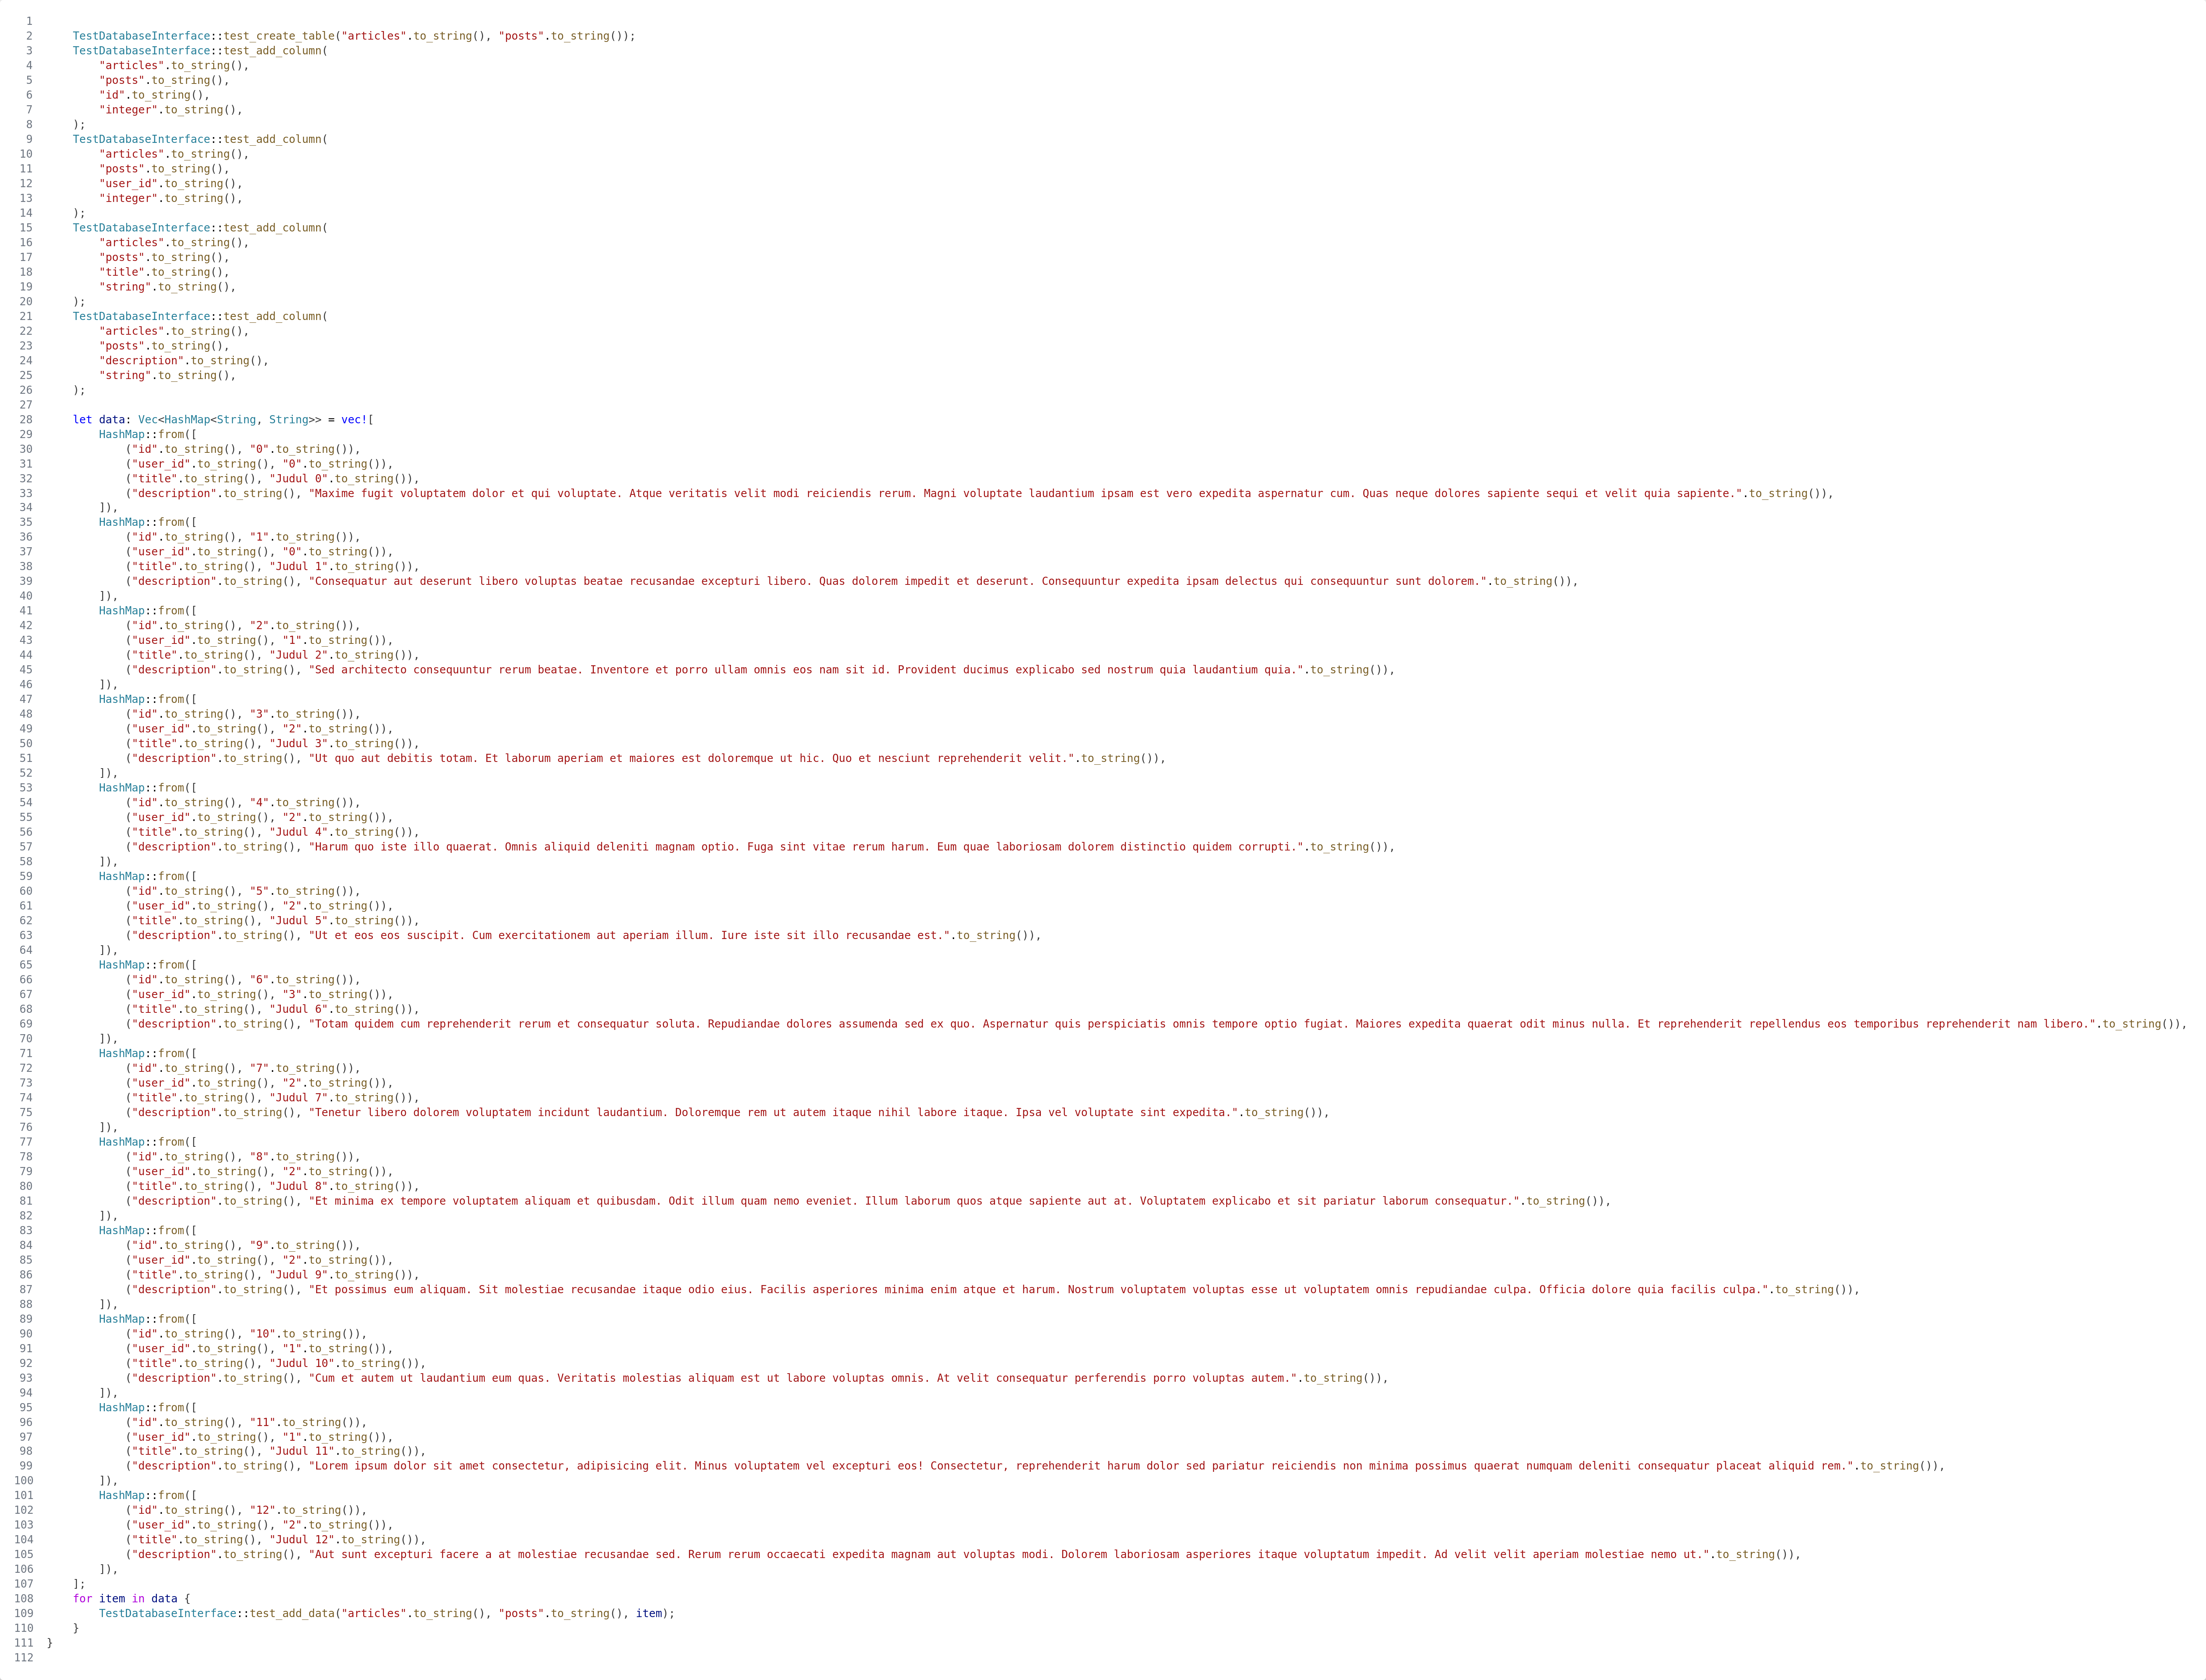 1
2    TestDatabaseInterface::test_create_table("articles".to_string(), "posts".to_string());
3    TestDatabaseInterface::test_add_column(
4        "articles".to_string(),
5        "posts".to_string(),
6        "id".to_string(),
7        "integer".to_string(),
8    );
9    TestDatabaseInterface::test_add_column(
10        "articles".to_string(),
11        "posts".to_string(),
12        "user_id".to_string(),
13        "integer".to_string(),
14    );
15    TestDatabaseInterface::test_add_column(
16        "articles".to_string(),
17        "posts".to_string(),
18        "title".to_string(),
19        "string".to_string(),
20    );
21    TestDatabaseInterface::test_add_column(
22        "articles".to_string(),
23        "posts".to_string(),
24        "description".to_string(),
25        "string".to_string(),
26    );
27
28    let data: Vec<HashMap<String, String>> = vec![
29        HashMap::from([
30            ("id".to_string(), "0".to_string()),
31            ("user_id".to_string(), "0".to_string()),
32            ("title".to_string(), "Judul 0".to_string()),
33            ("description".to_string(), "Maxime fugit voluptatem dolor et qui voluptate. Atque veritatis velit modi reiciendis rerum. Magni voluptate laudantium ipsam est vero expedita aspernatur cum. Quas neque dolores sapiente sequi et velit quia sapiente.".to_string()),
34        ]),
35        HashMap::from([
36            ("id".to_string(), "1".to_string()),
37            ("user_id".to_string(), "0".to_string()),
38            ("title".to_string(), "Judul 1".to_string()),
39            ("description".to_string(), "Consequatur aut deserunt libero voluptas beatae recusandae excepturi libero. Quas dolorem impedit et deserunt. Consequuntur expedita ipsam delectus qui consequuntur sunt dolorem.".to_string()),
40        ]),
41        HashMap::from([
42            ("id".to_string(), "2".to_string()),
43            ("user_id".to_string(), "1".to_string()),
44            ("title".to_string(), "Judul 2".to_string()),
45            ("description".to_string(), "Sed architecto consequuntur rerum beatae. Inventore et porro ullam omnis eos nam sit id. Provident ducimus explicabo sed nostrum quia laudantium quia.".to_string()),
46        ]),
47        HashMap::from([
48            ("id".to_string(), "3".to_string()),
49            ("user_id".to_string(), "2".to_string()),
50            ("title".to_string(), "Judul 3".to_string()),
51            ("description".to_string(), "Ut quo aut debitis totam. Et laborum aperiam et maiores est doloremque ut hic. Quo et nesciunt reprehenderit velit.".to_string()),
52        ]),
53        HashMap::from([
54            ("id".to_string(), "4".to_string()),
55            ("user_id".to_string(), "2".to_string()),
56            ("title".to_string(), "Judul 4".to_string()),
57            ("description".to_string(), "Harum quo iste illo quaerat. Omnis aliquid deleniti magnam optio. Fuga sint vitae rerum harum. Eum quae laboriosam dolorem distinctio quidem corrupti.".to_string()),
58        ]),
59        HashMap::from([
60            ("id".to_string(), "5".to_string()),
61            ("user_id".to_string(), "2".to_string()),
62            ("title".to_string(), "Judul 5".to_string()),
63            ("description".to_string(), "Ut et eos eos suscipit. Cum exercitationem aut aperiam illum. Iure iste sit illo recusandae est.".to_string()),
64        ]),
65        HashMap::from([
66            ("id".to_string(), "6".to_string()),
67            ("user_id".to_string(), "3".to_string()),
68            ("title".to_string(), "Judul 6".to_string()),
69            ("description".to_string(), "Totam quidem cum reprehenderit rerum et consequatur soluta. Repudiandae dolores assumenda sed ex quo. Aspernatur quis perspiciatis omnis tempore optio fugiat. Maiores expedita quaerat odit minus nulla. Et reprehenderit repellendus eos temporibus reprehenderit nam libero.".to_string()),
70        ]),
71        HashMap::from([
72            ("id".to_string(), "7".to_string()),
73            ("user_id".to_string(), "2".to_string()),
74            ("title".to_string(), "Judul 7".to_string()),
75            ("description".to_string(), "Tenetur libero dolorem voluptatem incidunt laudantium. Doloremque rem ut autem itaque nihil labore itaque. Ipsa vel voluptate sint expedita.".to_string()),
76        ]),
77        HashMap::from([
78            ("id".to_string(), "8".to_string()),
79            ("user_id".to_string(), "2".to_string()),
80            ("title".to_string(), "Judul 8".to_string()),
81            ("description".to_string(), "Et minima ex tempore voluptatem aliquam et quibusdam. Odit illum quam nemo eveniet. Illum laborum quos atque sapiente aut at. Voluptatem explicabo et sit pariatur laborum consequatur.".to_string()),
82        ]),
83        HashMap::from([
84            ("id".to_string(), "9".to_string()),
85            ("user_id".to_string(), "2".to_string()),
86            ("title".to_string(), "Judul 9".to_string()),
87            ("description".to_string(), "Et possimus eum aliquam. Sit molestiae recusandae itaque odio eius. Facilis asperiores minima enim atque et harum. Nostrum voluptatem voluptas esse ut voluptatem omnis repudiandae culpa. Officia dolore quia facilis culpa.".to_string()),
88        ]),
89        HashMap::from([
90            ("id".to_string(), "10".to_string()),
91            ("user_id".to_string(), "1".to_string()),
92            ("title".to_string(), "Judul 10".to_string()),
93            ("description".to_string(), "Cum et autem ut laudantium eum quas. Veritatis molestias aliquam est ut labore voluptas omnis. At velit consequatur perferendis porro voluptas autem.".to_string()),
94        ]),
95        HashMap::from([
96            ("id".to_string(), "11".to_string()),
97            ("user_id".to_string(), "1".to_string()),
98            ("title".to_string(), "Judul 11".to_string()),
99            ("description".to_string(), "Lorem ipsum dolor sit amet consectetur, adipisicing elit. Minus voluptatem vel excepturi eos! Consectetur, reprehenderit harum dolor sed pariatur reiciendis non minima possimus quaerat numquam deleniti consequatur placeat aliquid rem.".to_string()),
100        ]),
101        HashMap::from([
102            ("id".to_string(), "12".to_string()),
103            ("user_id".to_string(), "2".to_string()),
104            ("title".to_string(), "Judul 12".to_string()),
105            ("description".to_string(), "Aut sunt excepturi facere a at molestiae recusandae sed. Rerum rerum occaecati expedita magnam aut voluptas modi. Dolorem laboriosam asperiores itaque voluptatum impedit. Ad velit velit aperiam molestiae nemo ut.".to_string()),
106        ]),
107    ];
108    for item in data {
109        TestDatabaseInterface::test_add_data("articles".to_string(), "posts".to_string(), item);
110    }
111 }
112